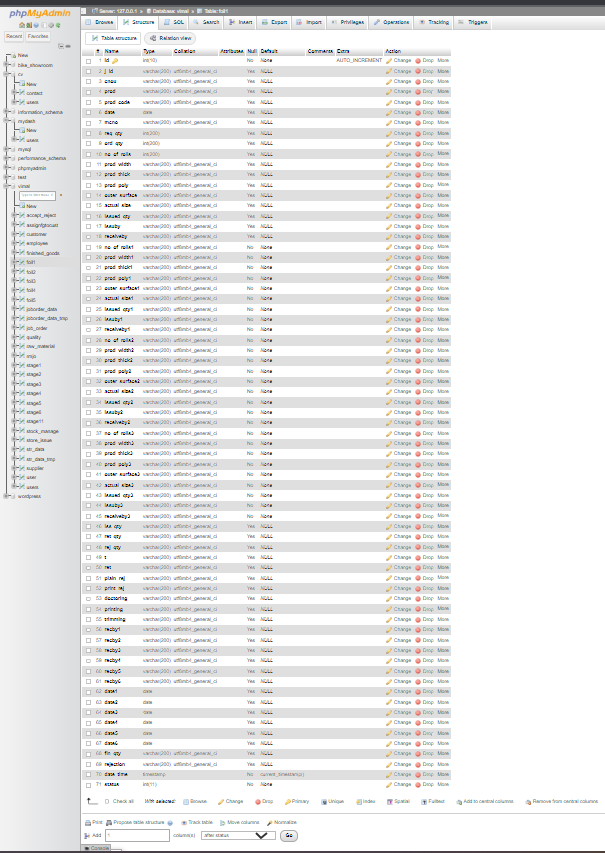 phpMyAdmin
Recent Favorites
New
bike_showroom
cv
New
contact
users
information_schema
mydash
New
users
mysql
performance_schema
phpmyadmin
test
vimal
New
accept_reject
customer
employee
finished_goods
foil1
foil2
foil3
foil4
foil5
joborder_data
joborder_data_tmp
job_order
quality
raw_material
stage1
stage2
stage3
stage4
stage5
stage6
stage11
stock_manage
store_issue
str_data
str_data_tmp
supplier
user
users
wordpress
Server: 127.0.0.1 » Database: vimal » Table: foil1
Browse Structure SQL Search Insert Export Import Privileges Operations Tracking Triggers
Table structure Relation view
# Name Type Collation Attributes Null Default Comments Extra Action
1 id int(10) No None AUTO_INCREMENT Change Drop More
2 j_id varchar(200) utf8mb4_general_ci Yes NULL Change Drop More
3 varchar(200) utf8mb4_general_ci Yes NULL Change Drop More
4 prod varchar(200) utf8mb4_general_ci Yes NULL Change Drop More
5 prod_code varchar(200) utf8mb4_general_ci Yes NULL Change Drop More
6 date date Yes NULL Change Drop More
7 mcno varchar(200) utf8mb4_general_ci Yes NULL Change Drop More
8 req_qty int(200) Yes NULL Change Drop More
9 ord_qty int(200) Yes NULL Change Drop More
10 no_of_rolls int(200) Yes NULL Change Drop More
11 prod_width varchar(200) utf8mb4_general_ci Yes NULL Change Drop More
12 prod_thick varchar(200) utf8mb4_general_ci Yes NULL Change Drop More
13 prod_poly varchar(200) utf8mb4_general_ci Yes NULL Change Drop More
14 outer_surface varchar(200) utf8mb4_general_ci Yes NULL Change Drop More
15 actual_size varchar(200) utf8mb4_general_ci Yes NULL Change Drop More
16 issued_qty varchar(200) utf8mb4_general_ci Yes NULL Change Drop More
17 issuby varchar(200) utf8mb4_general_ci Yes NULL Change Drop More
18 receiveby varchar(200) utf8mb4_general_ci Yes NULL Change Drop More
19 no_of_rolls1 varchar(200) utf8mb4_general_ci No None Change Drop More
20 prod_width1 varchar(200) utf8mb4_general_ci No None Change Drop More
21 prod_thick1 varchar(200) utf8mb4_general_ci No None Change Drop More
22 prod_poly1 varchar(200) utf8mb4_general_ci No None Change Drop More
23 outer_surface1 varchar(200) utf8mb4_general_ci No None Change Drop More
24 actual_size1 varchar(200) utf8mb4_general_ci No None Change Drop More
25 issued_qty1 varchar(200) utf8mb4_general_ci No None Change Drop More
26 issuby1 varchar(200) utf8mb4_general_ci No None Change Drop More
27 receiveby1 varchar(200) utf8mb4_general_ci No None Change Drop More
28 no_of_rolls2 varchar(200) utf8mb4_general_ci No None Change Drop More
29 prod_width2 varchar(200) utf8mb4_general_ci No None Change Drop More
30 prod_thick2 varchar(200) utf8mb4_general_ci No None Change Drop More
31 prod_poly2 varchar(200) utf8mb4_general_ci No None Change Drop More
32 outer_surface2 varchar(200) utf8mb4_general_ci No None Change Drop More
33 actual_size2 varchar(200) utf8mb4_general_ci No None Change Drop More
34 issued_qty2 varchar(200) utf8mb4_general_ci No None Change Drop More
35 issuby2 varchar(200) utf8mb4_general_ci No None Change Drop More
36 receiveby2 varchar(200) utf8mb4_general_ci No None Change Drop More
37 no_of_rolls3 varchar(200) utf8mb4_general_ci No None Change Drop More
38 prod_width3 varchar(200) utf8mb4_general_ci No None Change Drop More
39 prod_thick3 varchar(200) utf8mb4_general_ci No None Change Drop More
40 prod_poly3 varchar(200) utf8mb4_general_ci No None Change Drop More
41 outer_surface3 varchar(200) utf8mb4_general_ci No None Change Drop More
42 actual_size3 varchar(200) utf8mb4_general_ci No None Change Drop More
43 issued_qty3 varchar(200) utf8mb4_general_ci No None Change Drop More
44 issuby3 varchar(200) utf8mb4_general_ci No None Change Drop More
45 receiveby3 varchar(200) utf8mb4_general_ci No None Change Drop More
46 iss_qty varchar(200) utf8mb4_general_ci Yes NULL Change Drop More
47 ret_qty varchar(200) utf8mb4_general_ci Yes NULL Change Drop More
48 rej_qty varchar(200) utf8mb4_general_ci Yes NULL Change Drop More
49 t varchar(200) utf8mb4_general_ci Yes NULL Change Drop More
50 ret varchar(200) utf8mb4_general_ci Yes NULL Change Drop More
51 plain_rej varchar(200) utf8mb4_general_ci Yes NULL Change Drop More
52 print_rej varchar(200) utf8mb4_general_ci Yes NULL Change Drop More
53 doctoring varchar(200) utf8mb4_general_ci Yes NULL Change Drop More
54 printing varchar(200) utf8mb4_general_ci Yes NULL Change Drop More
55 trimming varchar(200) utf8mb4_general_ci Yes NULL Change Drop More
56 recby1 varchar(200) utf8mb4_general_ci Yes NULL Change Drop More
57 recby2 varchar(200) utf8mb4_general_ci Yes NULL Change Drop More
58 recby3 varchar(200) utf8mb4_general_ci Yes NULL Change Drop More
59 recby4 varchar(200) utf8mb4_general_ci Yes NULL Change Drop More
60 recby5 varchar(200) utf8mb4_general_ci Yes NULL Change Drop More
61 recby6 varchar(200) utf8mb4_general_ci Yes NULL Change Drop More
62 date1 date Yes NULL Change Drop More
63 date2 date Yes NULL Change Drop More
64 date3 date Yes NULL Change Drop More
65 date4 date Yes NULL Change Drop More
66 date5 date Yes NULL Change Drop More
67 date6 date Yes NULL Change Drop More
68 fin_qty varchar(200) utf8mb4_general_ci Yes NULL Change Drop More
69 rejection varchar(200) utf8mb4_general_ci Yes NULL Change Drop More
70 date_time timestamp No current_timestamp() Change Drop More
71 status int(11) No None Change Drop More
Check all With selected: Browse Change Drop Primary Unique Index Spatial Fulltext Add to central columns Remove from central columns
Print Propose table structure Track table Move columns Normalize
Add 1 column(s) after status Go
Console